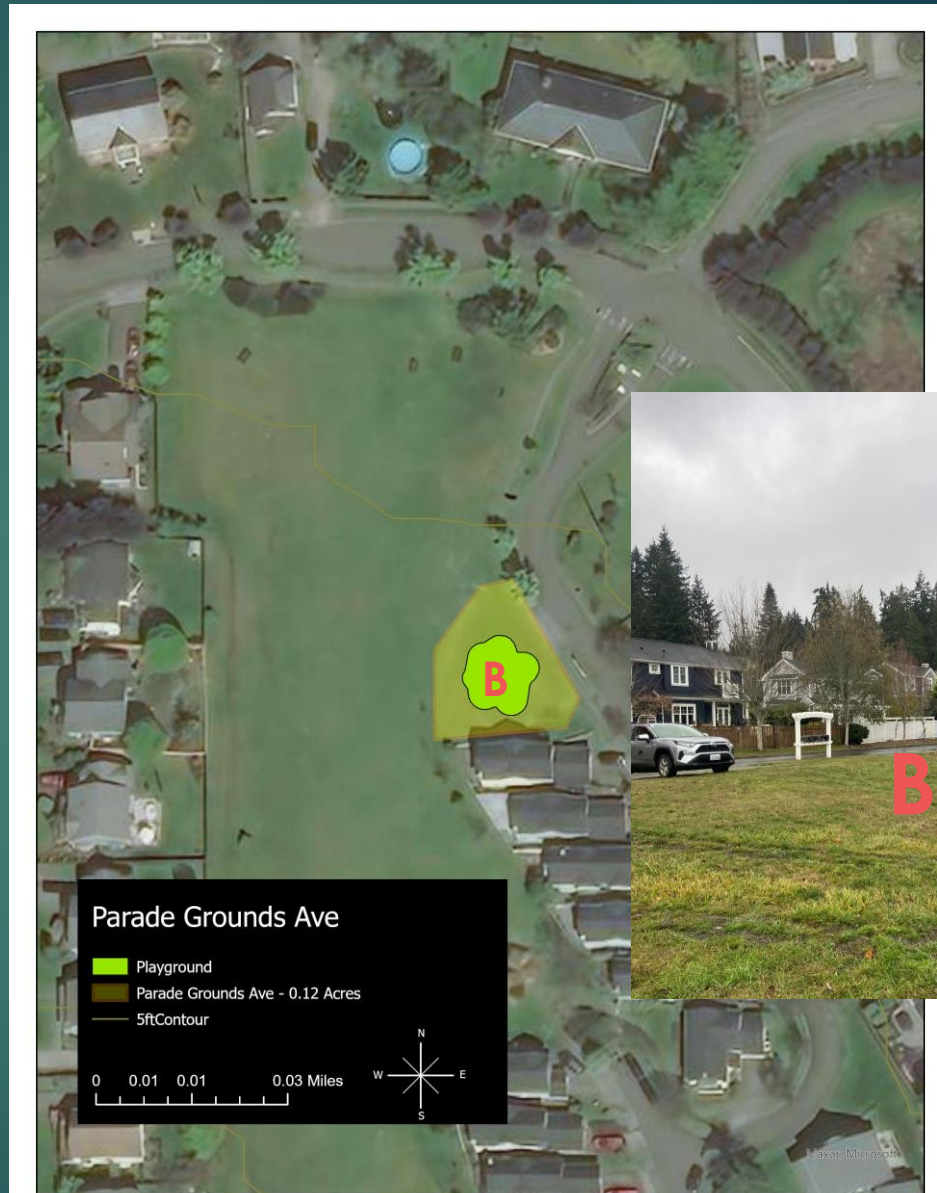 B
B
Parade Grounds Ave
Playground
Parade Grounds Ave - 0.12 Acres
5ftContour
0 0.01 0.01 0.03 Miles
N
W E
S
Maxar, Microsoft